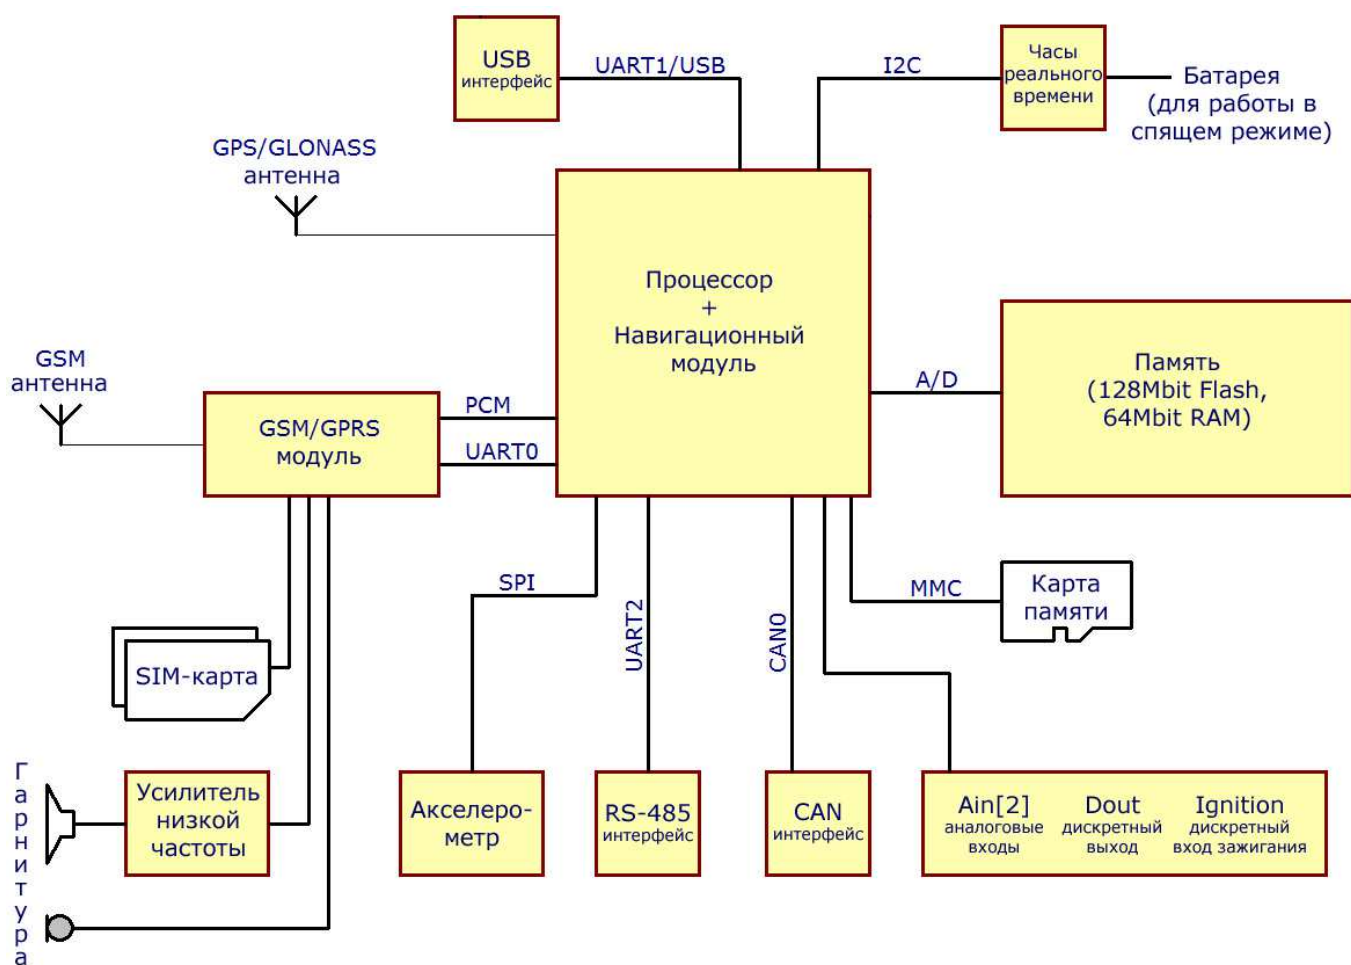 USB
интерфейс
UART1/USB
I2C
Часы
реального
времени
Батарея
(для работы в
спящем режиме)
GPS/GLONASS
антенна
Процессор
+
Навигационный
модуль
GSM
антенна
GSM/GPRS
модуль
PCM
UART0
A/D
Память
(128Mbit Flash,
64Mbit RAM)
SPI
UART2
CAN0
MMC
Карта
памяти
SIM-карта
Гарнитура
Усилитель
низкой
частоты
Акселеро-
метр
RS-485
интерфейс
CAN
интерфейс
Ain[2]
аналоговые
входы
Dout
дискретный
выход
Ignition
дискретный
вход зажигания